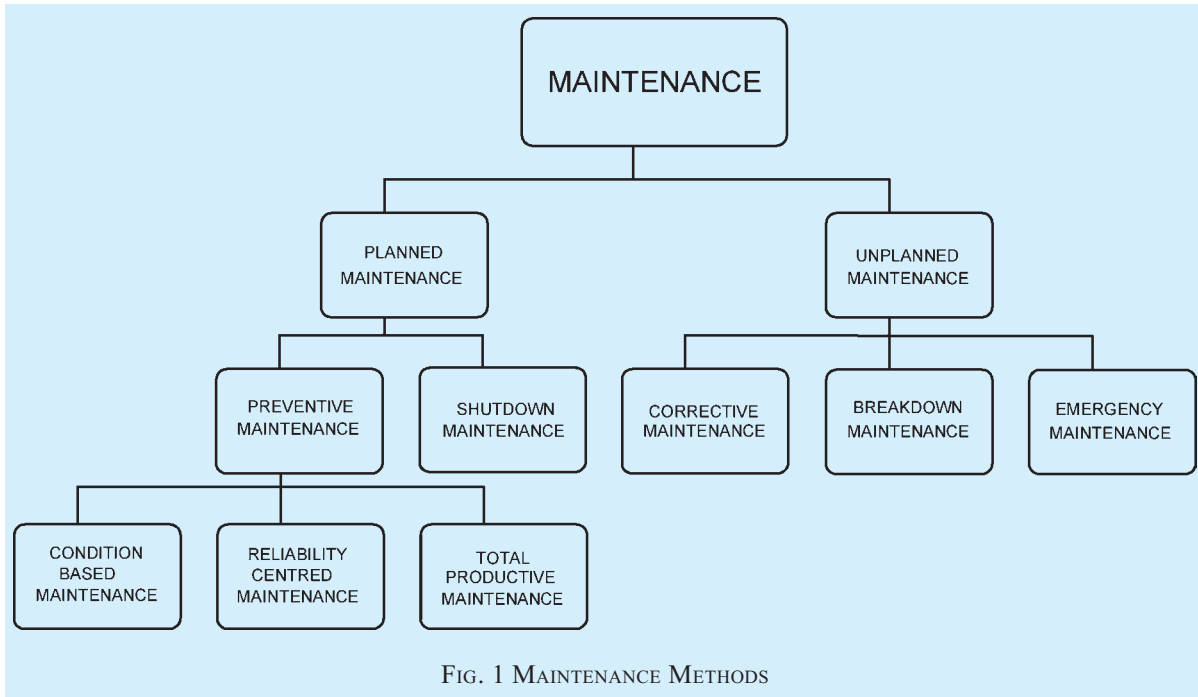 MAINTENANCE
PLANNED
MAINTENANCE
UNPLANNED
MAINTENANCE
PREVENTIVE
MAINTENANCE
SHUTDOWN
MAINTENANCE
CORRECTIVE
MAINTENANCE
BREAKDOWN
MAINTENANCE
EMERGENCY
MAINTENANCE
CONDITION
BASED
MAINTENANCE
RELIABILITY
CENTRED
MAINTENANCE
TOTAL
PRODUCTIVE
MAINTENANCE
FIG. 1 MAINTENANCE METHODS